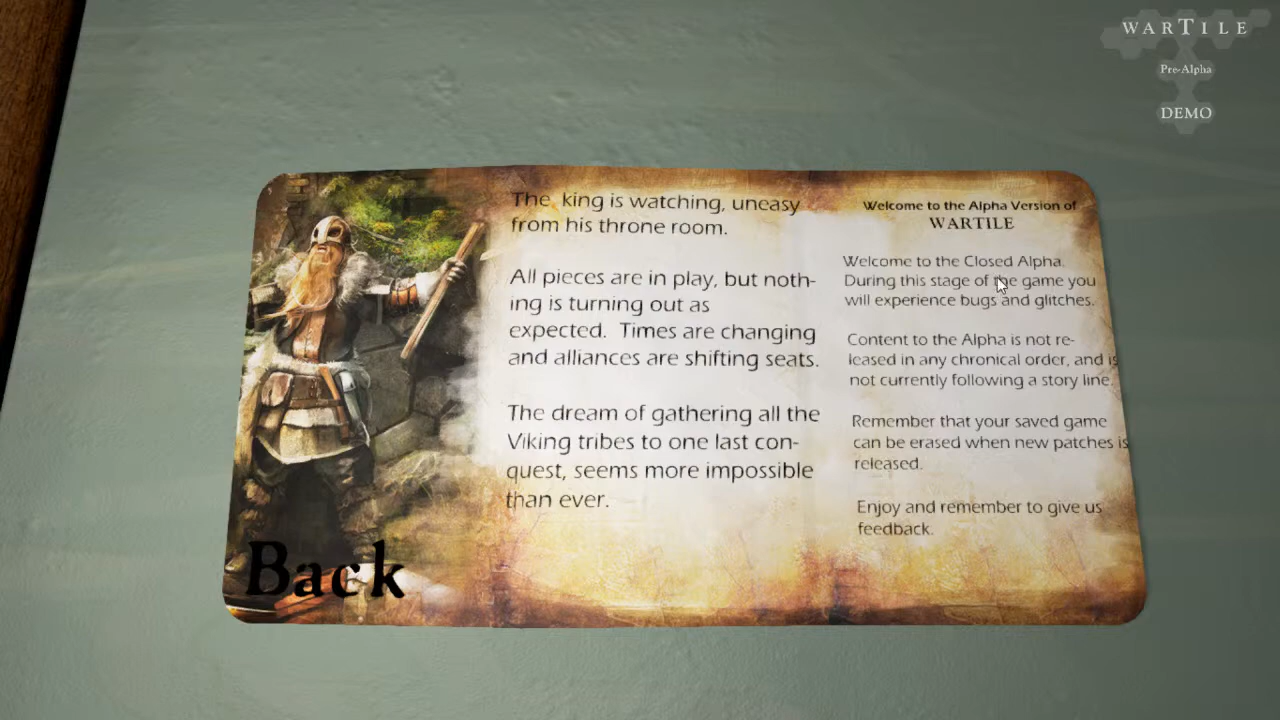 WARTILE
Pre-Alpha
DEMO
The king is watching, uneasy
from his throne room.
All pieces are in play, but noth-
ing is turning out as
expected. Times are changing
and alliances are shifting seats.
The dream of gathering all the
Viking tribes to one last con-
quest, seems more impossible
than ever.
Back
Welcome to the Alpha Version of
WARTILE
Welcome to the Closed Alpha.
During this stage of the game you
will experience bugs and glitches.
Content to the Alpha is not re-
leased in any chronical order, and is
not currently following a story line.
Remember that your saved game
can be erased when new patches is
released.
Enjoy and remember to give us
feedback.